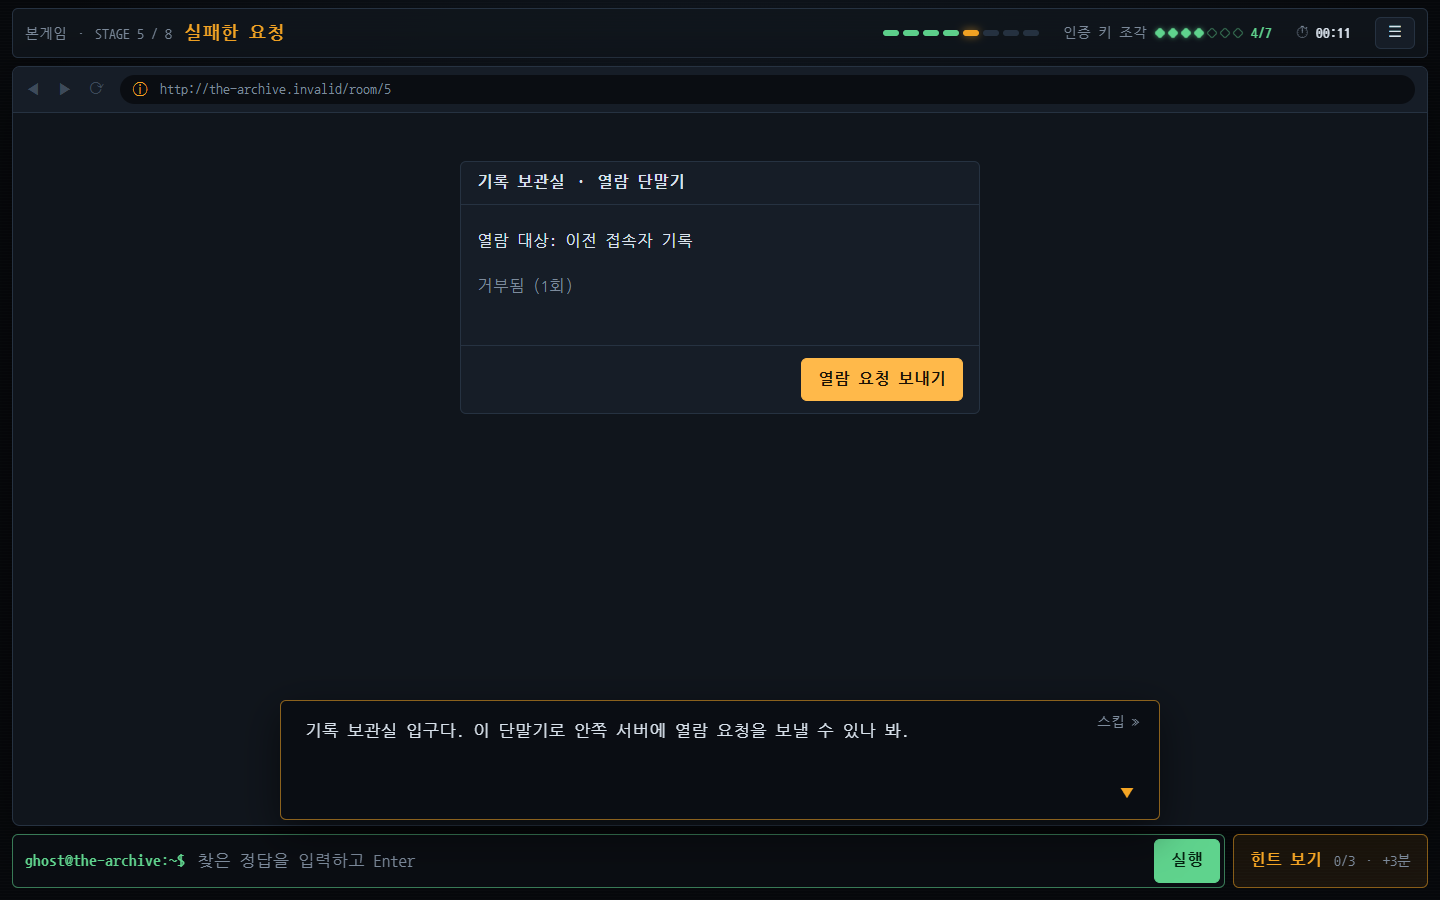 본게임 · STAGE 5 / 8 실패한 요청 인증 키 조각 4/7 00:11
http://the-archive.invalid/room/5
기록 보관실 · 열람 단말기
열람 대상: 이전 접속자 기록
거부됨 (1회)
열람 요청 보내기
기록 보관실 입구다. 이 단말기로 안쪽 서버에 열람 요청을 보낼 수 있나 봐.
스킵 »
ghost@the-archive:~$ 찾은 정답을 입력하고 Enter 실행 힌트 보기 0/3 · +3분